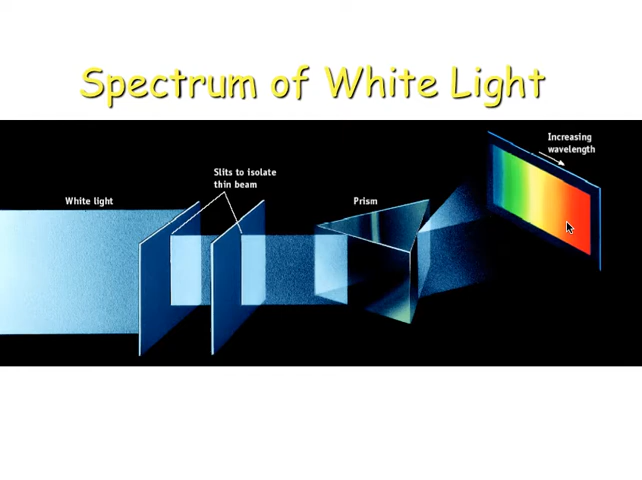 Spectrum of White Light
Increasing
wavelength
Slits to isolate
thin beam
White light
Prism